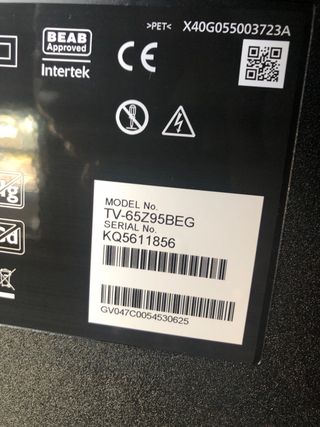 >PET< X40G055003723A
BEAB
Approved
Intertek
CE
MODEL No.
TV-65Z95BEG
SERIAL No.
KQ5611856
GV047C0054530625